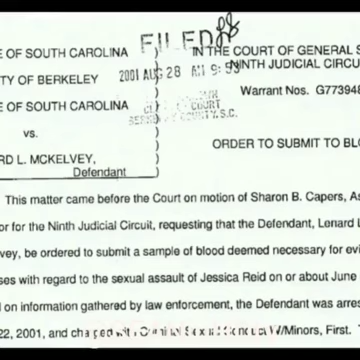 E OF SOUTH CAROLINA ) IN THE COURT OF GENERAL S
FILED
NINTH JUDICIAL CIRCU
TY OF BERKELEY ) 2001 AUG 28 AM 9:53
Warrant Nos. G773948
E OF SOUTH CAROLINA
COURT
COUNTY, S.C.
vs.
ORDER TO SUBMIT TO BLO
RD L. MCKELVEY,
Defendant )
This matter came before the Court on motion of Sharon B. Capers, As
or for the Ninth Judicial Circuit, requesting that the Defendant, Lenard L
vey, be ordered to submit a sample of blood deemed necessary for evi
ses with regard to the sexual assault of Jessica Reid on or about June
d on information gathered by law enforcement, the Defendant was arres
22, 2001, and charged with Criminal Sexual Conduct W/Minors, First. T